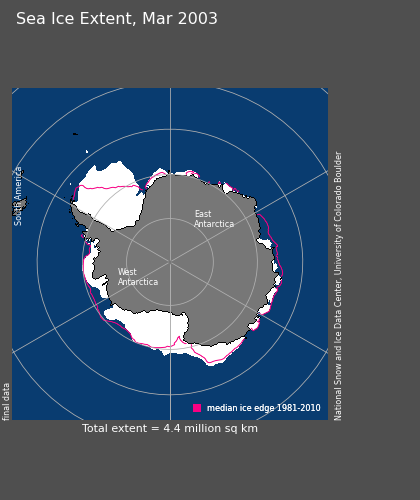 Sea Ice Extent, Mar 2003
South America
East
Antarctica
West
Antarctica
National Snow and Ice Data Center, University of Colorado Boulder
final data
median ice edge 1981-2010
Total extent = 4.4 million sq km